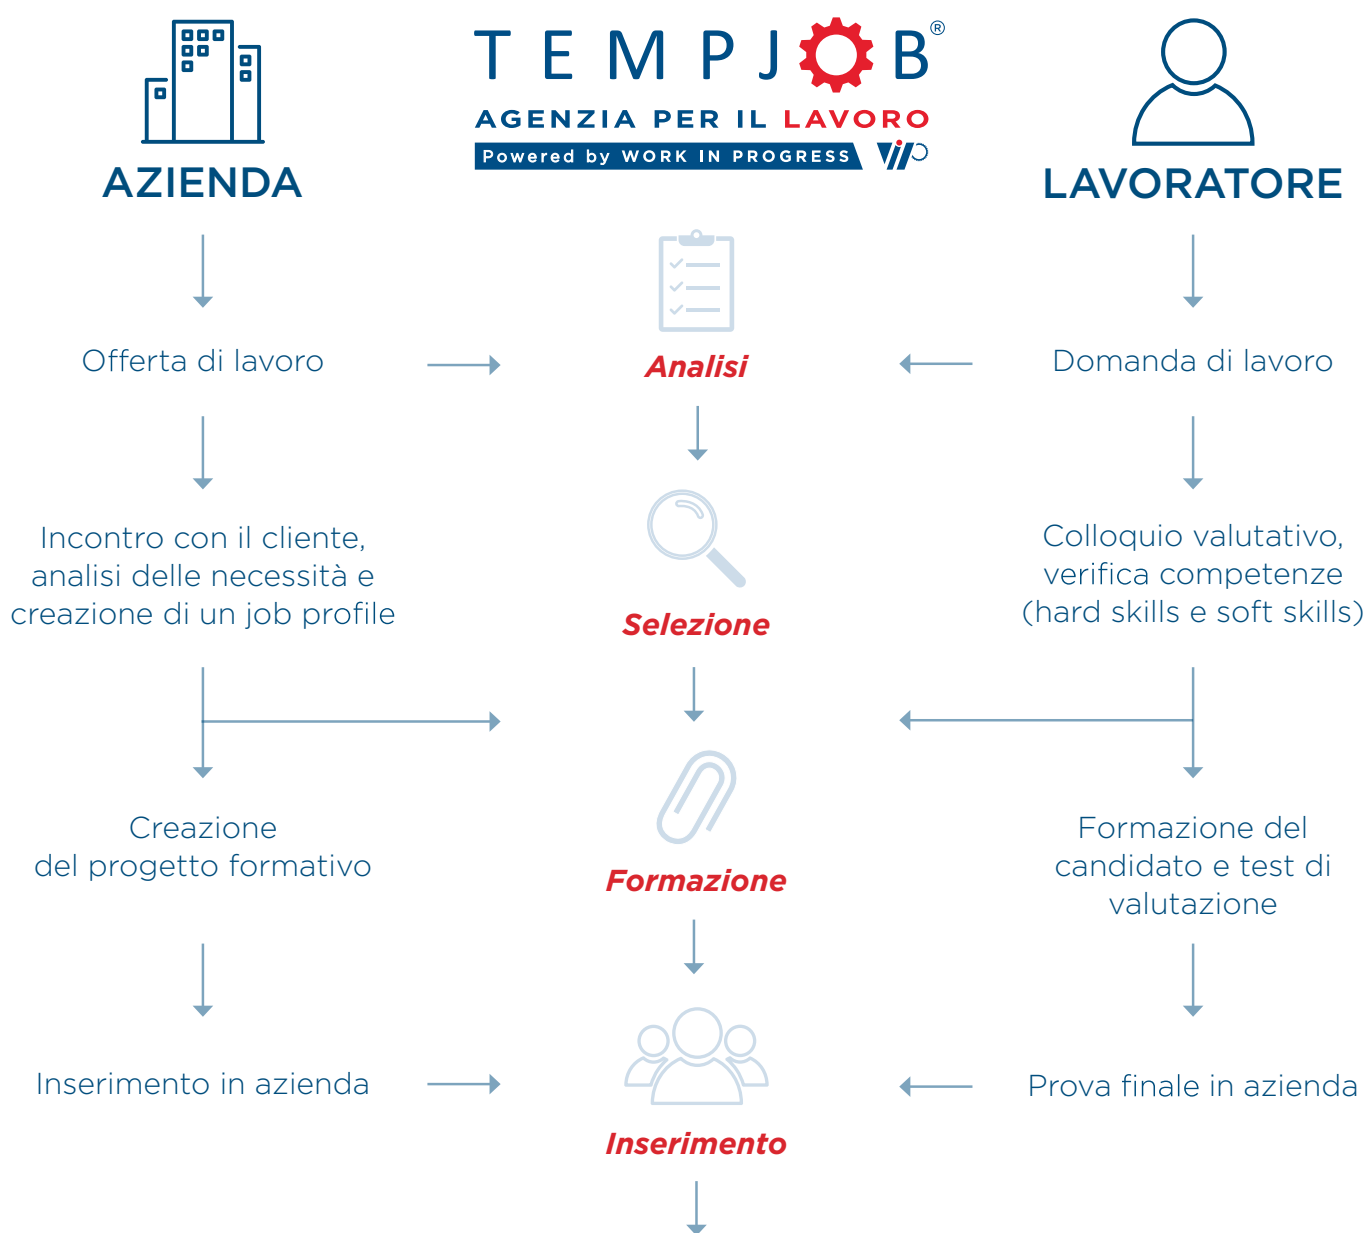 TEMPJOB®
AGENZIA PER IL LAVORO
Powered by WORK IN PROGRESS WIP
AZIENDA
LAVORATORE
Offerta di lavoro
Analisi
Domanda di lavoro
Incontro con il cliente,
analisi delle necessità e
creazione di un job profile
Selezione
Colloquio valutativo,
verifica competenze
(hard skills e soft skills)
Creazione
del progetto formativo
Formazione
Formazione del
candidato e test di
valutazione
Inserimento in azienda
Inserimento
Prova finale in azienda